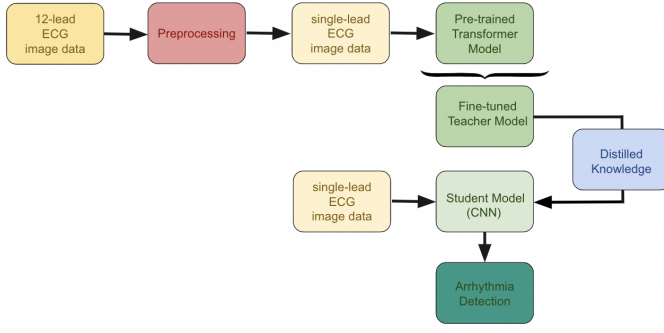 12-lead
ECG
image data
Preprocessing
single-lead
ECG
image data
Pre-trained
Transformer
Model
Fine-tuned
Teacher Model
Distilled
Knowledge
single-lead
ECG
image data
Student Model
(CNN)
Arrhythmia
Detection